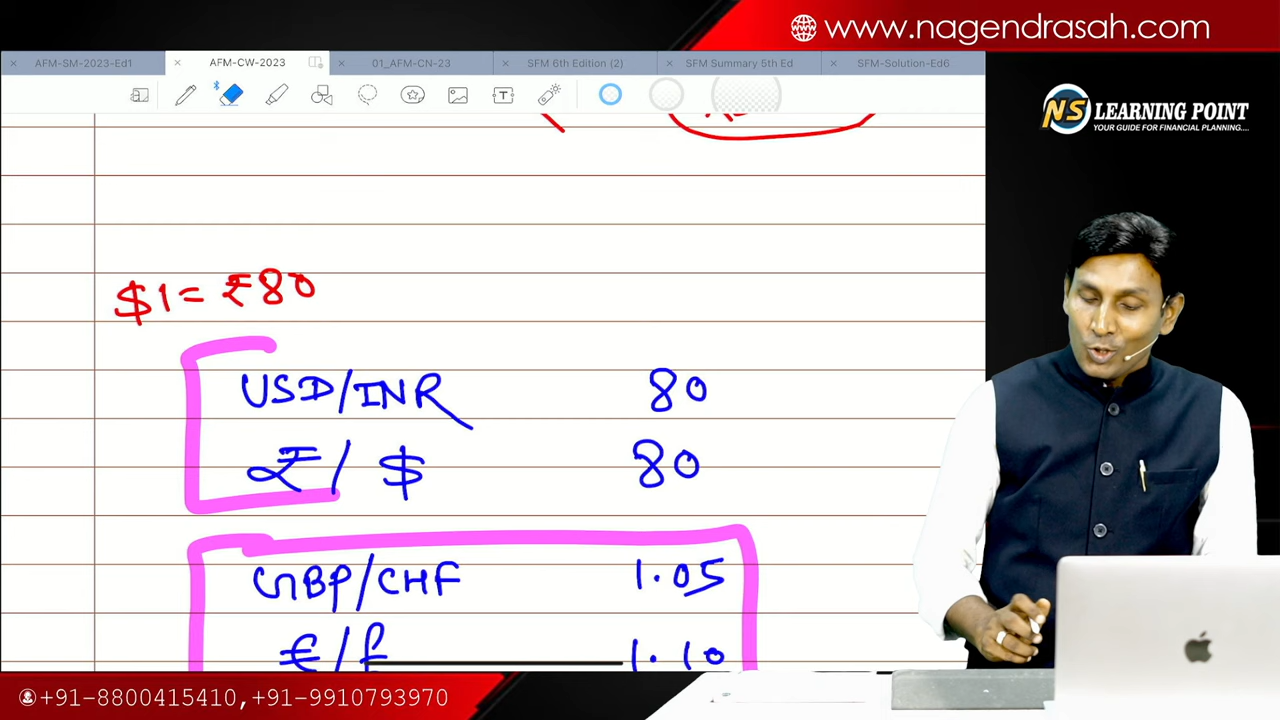 www.nagendrasah.com
AFM-SM-2023-Ed1
AFM-CW-2023
01_AFM-CN-23
SFM 6th Edition (2)
SFM Summary 5th Ed
SFM-Solution-Ed6
NS LEARNING POINT
YOUR GUIDE FOR FINANCIAL PLANNING....
$1 = ₹80
USD/INR 80
₹/$ 80
GBP/CHF 1.05
€/£ 1.10
+91-8800415410,+91-9910793970